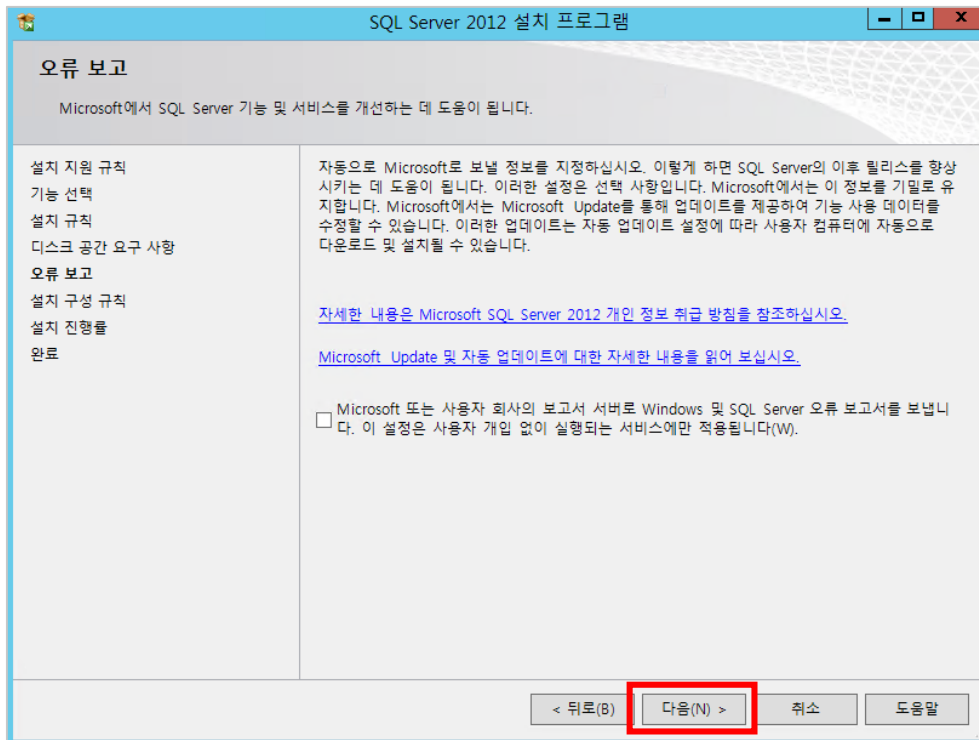 SQL Server 2012 설치 프로그램
오류 보고
Microsoft에서 SQL Server 기능 및 서비스를 개선하는 데 도움이 됩니다.
설치 지원 규칙
기능 선택
설치 규칙
디스크 공간 요구 사항
오류 보고
설치 구성 규칙
설치 진행률
완료
자동으로 Microsoft로 보낼 정보를 지정하십시오. 이렇게 하면 SQL Server의 이후 릴리스를 향상
시키는 데 도움이 됩니다. 이러한 설정은 선택 사항입니다. Microsoft에서는 이 정보를 기밀로 유
지합니다. Microsoft에서는 Microsoft Update를 통해 업데이트를 제공하여 기능 사용 데이터를
수정할 수 있습니다. 이러한 업데이트는 자동 업데이트 설정에 따라 사용자 컴퓨터에 자동으로
다운로드 및 설치될 수 있습니다.
자세한 내용은 Microsoft SQL Server 2012 개인 정보 취급 방침을 참조하십시오.
Microsoft Update 및 자동 업데이트에 대한 자세한 내용을 읽어 보십시오.
Microsoft 또는 사용자 회사의 보고서 서버로 Windows 및 SQL Server 오류 보고서를 보냅니
다. 이 설정은 사용자 개입 없이 실행되는 서비스에만 적용됩니다(W).
< 뒤로(B) 다음(N) > 취소 도움말